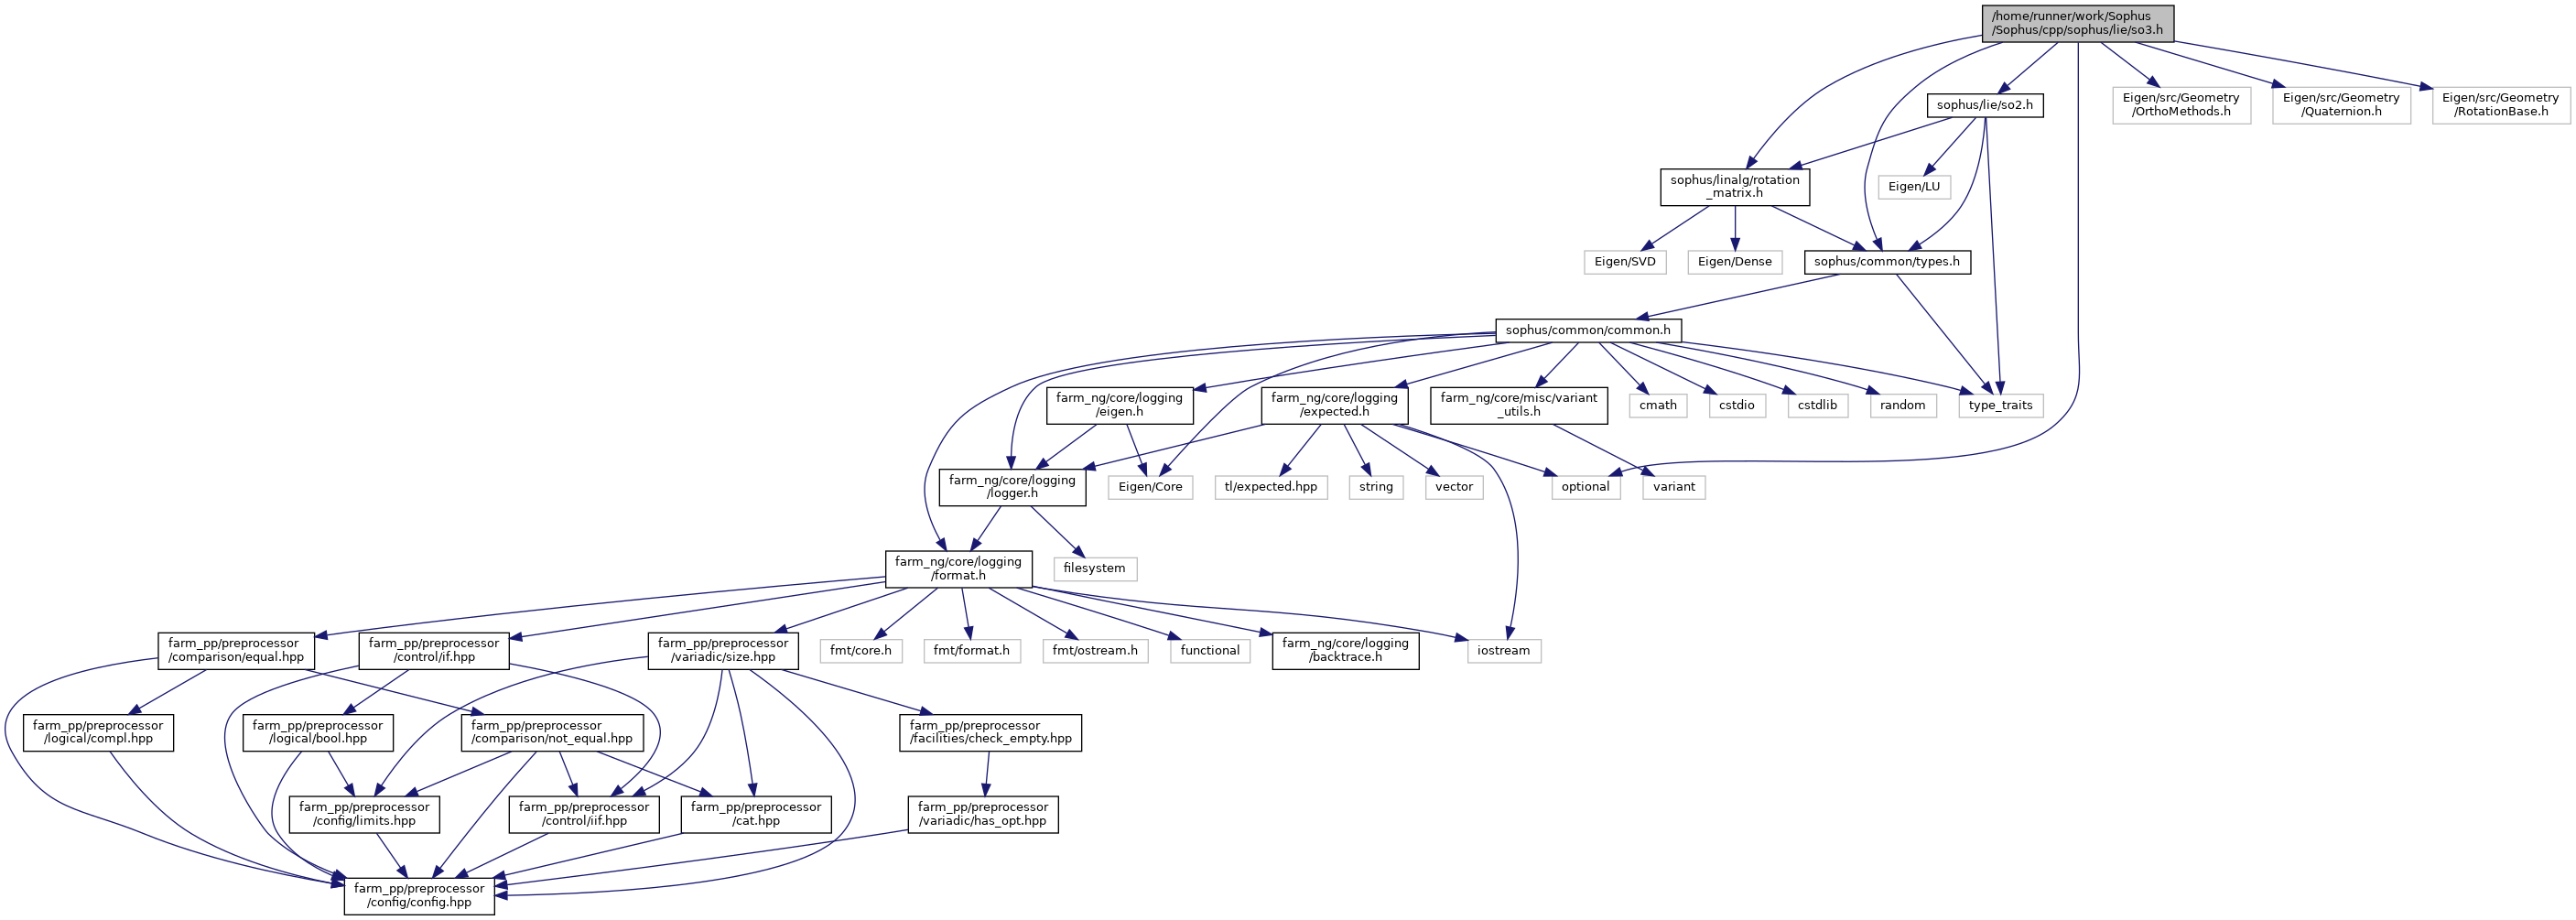 /home/runner/work/Sophus
/Sophus/cpp/sophus/lie/so3.h
sophus/lie/so2.h
Eigen/src/Geometry
/OrthoMethods.h
Eigen/src/Geometry
/Quaternion.h
Eigen/src/Geometry
/RotationBase.h
sophus/linalg/rotation
_matrix.h
Eigen/LU
Eigen/SVD
Eigen/Dense
sophus/common/types.h
sophus/common/common.h
farm_ng/core/logging
/eigen.h
farm_ng/core/logging
/expected.h
farm_ng/core/misc/variant
_utils.h
cmath
cstdio
cstdlib
random
type_traits
farm_ng/core/logging
/logger.h
Eigen/Core
tl/expected.hpp
string
vector
optional
variant
farm_ng/core/logging
/format.h
filesystem
farm_pp/preprocessor
/comparison/equal.hpp
farm_pp/preprocessor
/control/if.hpp
farm_pp/preprocessor
/variadic/size.hpp
fmt/core.h
fmt/format.h
fmt/ostream.h
functional
farm_ng/core/logging
/backtrace.h
iostream
farm_pp/preprocessor
/logical/compl.hpp
farm_pp/preprocessor
/logical/bool.hpp
farm_pp/preprocessor
/comparison/not_equal.hpp
farm_pp/preprocessor
/facilities/check_empty.hpp
farm_pp/preprocessor
/config/limits.hpp
farm_pp/preprocessor
/control/iif.hpp
farm_pp/preprocessor
/cat.hpp
farm_pp/preprocessor
/variadic/has_opt.hpp
farm_pp/preprocessor
/config/config.hpp